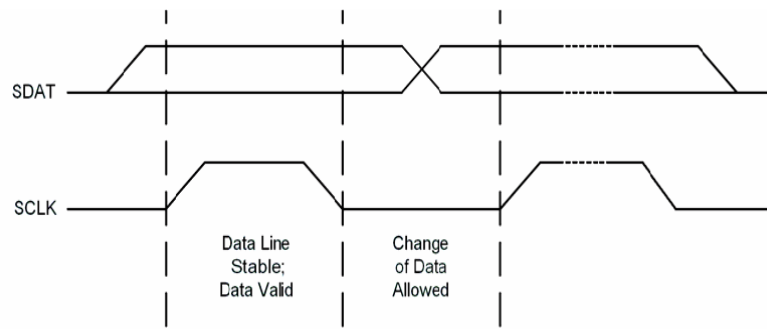 SDAT
SCLK
Data Line
Stable;
Data Valid
Change
of Data
Allowed